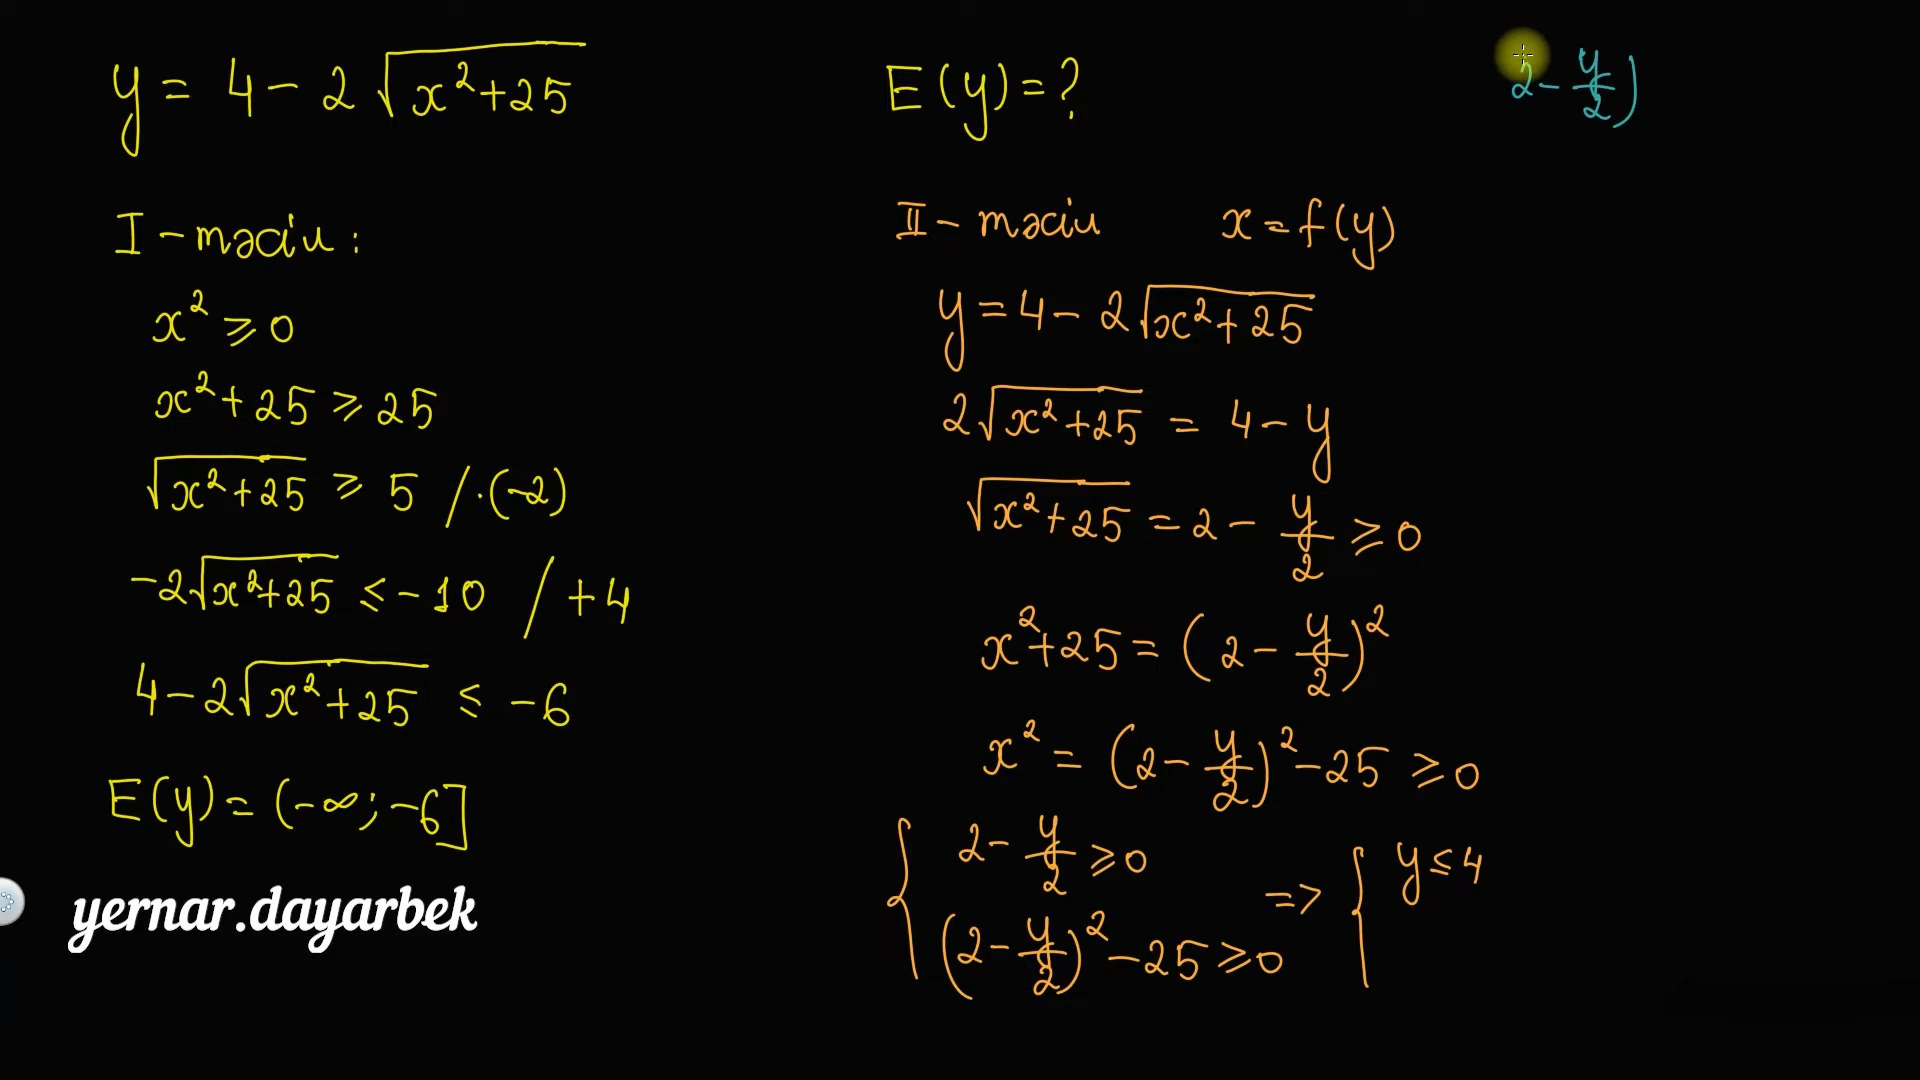 y = 4 - 2√(x²+25)
E(y) = ?
2 - y/2)
I - тәсіл :
x² ⩾ 0
x² + 25 ⩾ 25
√(x²+25) ⩾ 5 / ·(-2)
-2√(x²+25) ⩽ -10 / +4
4 - 2√(x²+25) ⩽ -6
E(y) = (-∞; -6]
yernar.dayarbek
II - тәсіл x = f(y)
y = 4 - 2√(x²+25)
2√(x²+25) = 4 - y
√(x²+25) = 2 - y/2 ⩾ 0
x² + 25 = (2 - y/2)²
x² = (2 - y/2)² - 25 ⩾ 0
{ 2 - y/2 ⩾ 0
(2 - y/2)² - 25 ⩾ 0
=> { y ⩽ 4